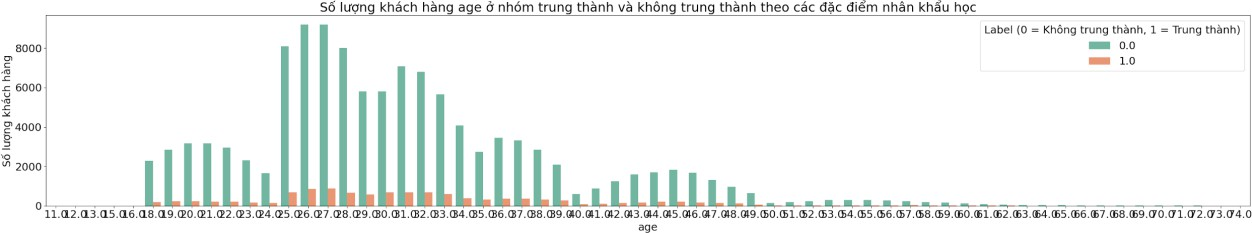 Số lượng khách hàng age ở nhóm trung thành và không trung thành theo các đặc điểm nhân khẩu học
Label (0 = Không trung thành, 1 = Trung thành)
0.0
1.0
Số lượng khách hàng
8000
6000
4000
2000
0
11.0 12.0 13.0 15.0 16.0 18.0 19.0 20.0 21.0 22.0 23.0 24.0 25.0 26.0 27.0 28.0 29.0 30.0 31.0 32.0 33.0 34.0 35.0 36.0 37.0 38.0 39.0 40.0 41.0 42.0 43.0 44.0 45.0 46.0 47.0 48.0 49.0 50.0 51.0 52.0 53.0 54.0 55.0 56.0 57.0 58.0 59.0 60.0 61.0 62.0 63.0 64.0 65.0 66.0 67.0 68.0 69.0 70.0 71.0 72.0 73.0 74.0
age